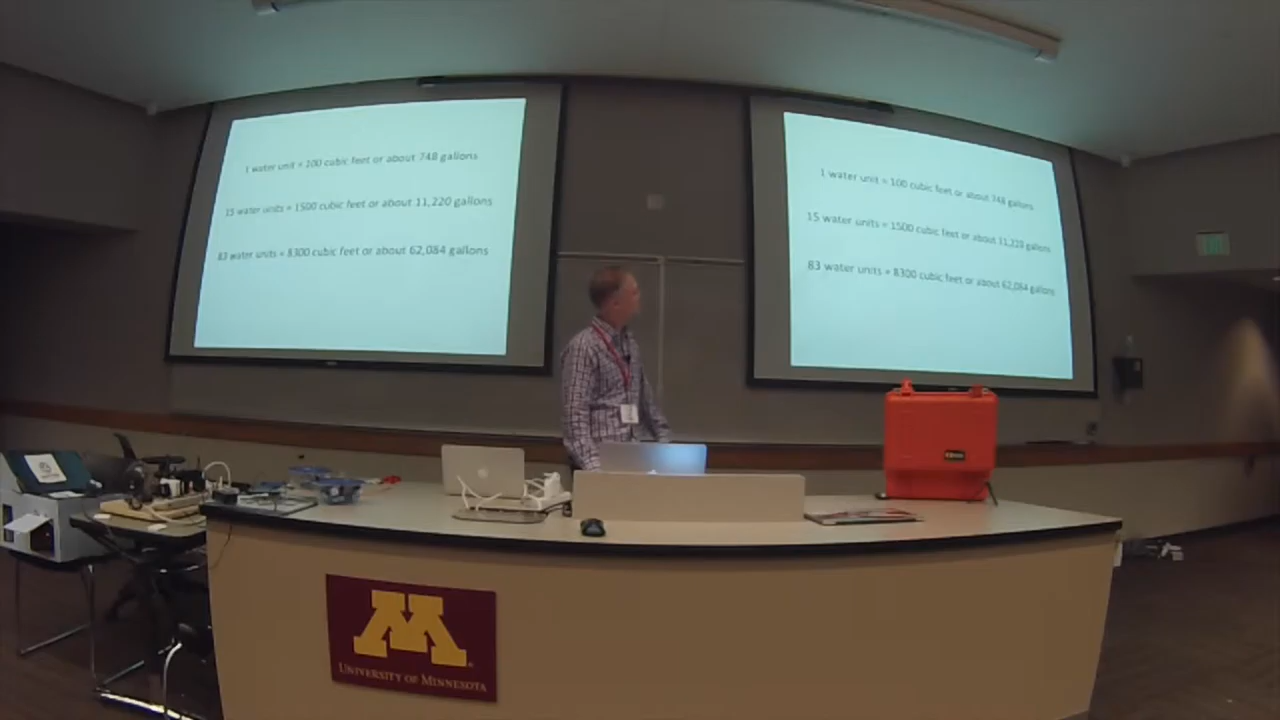 1 water unit = 100 cubic feet or about 748 gallons
15 water units = 1500 cubic feet or about 11,220 gallons
83 water units = 8300 cubic feet or about 62,084 gallons
1 water unit = 100 cubic feet or about 748 gallons
15 water units = 1500 cubic feet or about 11,220 gallons
83 water units = 8300 cubic feet or about 62,084 gallons
M
UNIVERSITY OF MINNESOTA